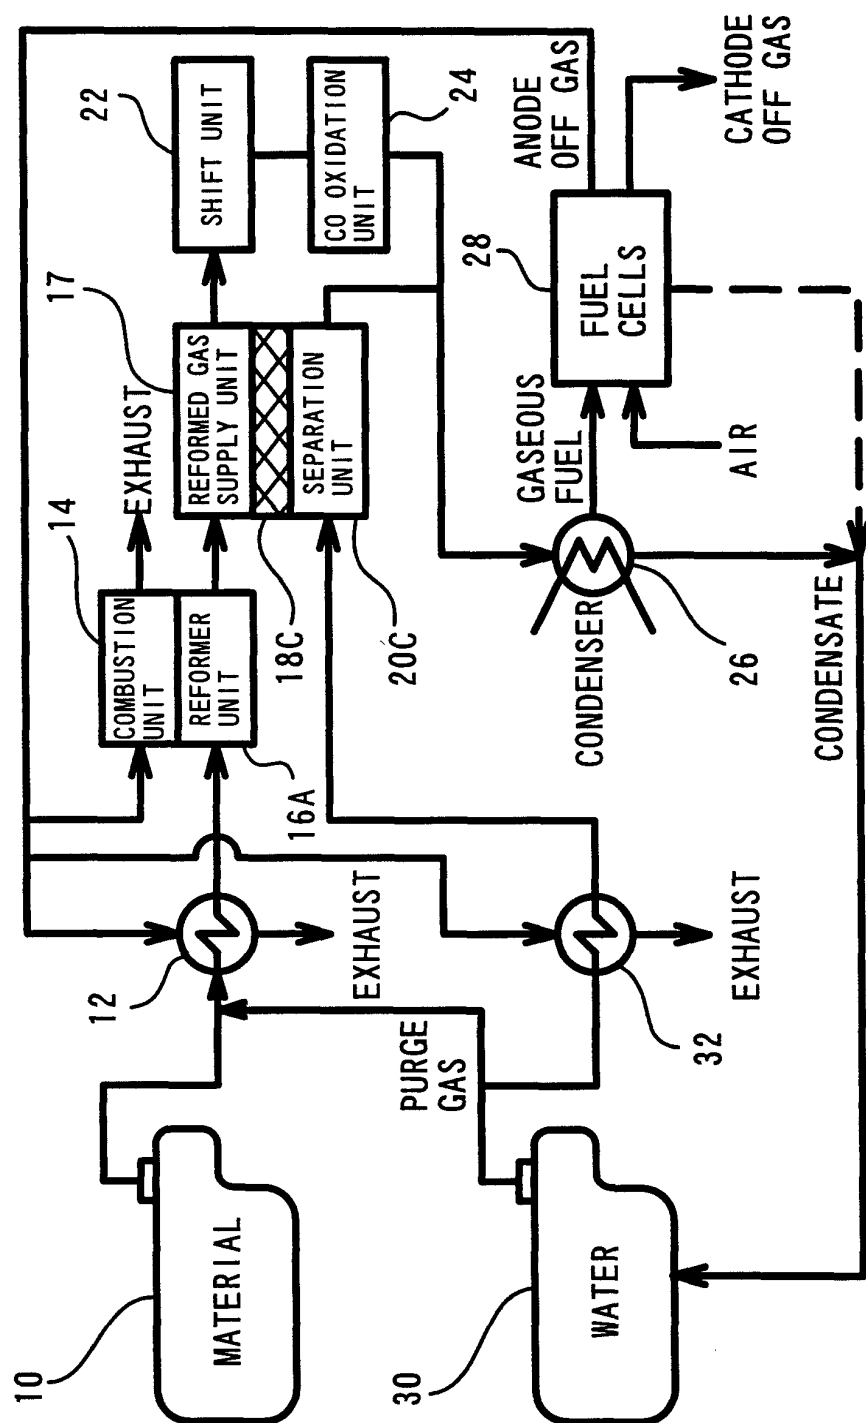 10
MATERIAL
12
EXHAUST
14
COMBUSTION
UNIT
REFORMER
UNIT
16A
EXHAUST
17
REFORMED GAS
SUPPLY UNIT
SEPARATION
UNIT
18C
20C
22
SHIFT UNIT
CO OXIDATION
UNIT
24
30
WATER
PURGE
GAS
32
EXHAUST
CONDENSER
26
CONDENSATE
GASEOUS
FUEL
AIR
28
FUEL
CELLS
ANODE
OFF GAS
CATHODE
OFF GAS